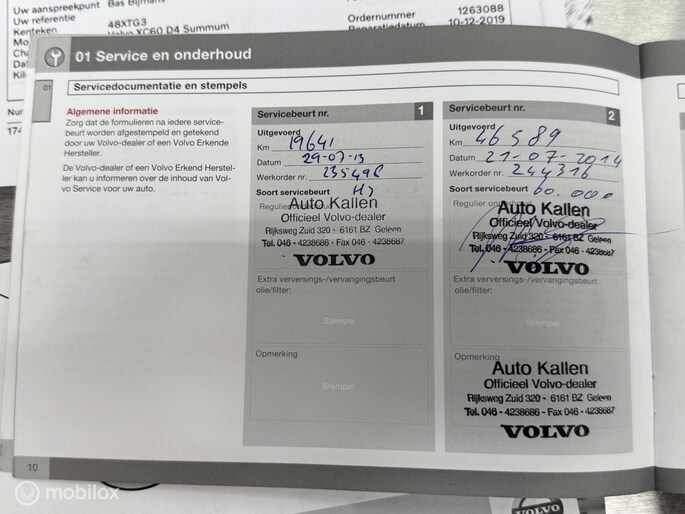 Uw aanspreekpunt Bas Bijmans
Uw referentie
Kenteken 48XTG3
Volvo XC60 D4 Summum
Ordernummer 1263088
Reparatiedatum 10-12-2019
01 Service en onderhoud
01
Servicedocumentatie en stempels
Algemene informatie
Zorg dat de formulieren na iedere service-
beurt worden afgestempeld en getekend
door uw Volvo-dealer of een Volvo Erkende
Hersteller.
De Volvo-dealer of een Volvo Erkend Herstel-
ler kan u informeren over de inhoud van Vol-
vo Service voor uw auto.
Servicebeurt nr. 1
Uitgevoerd
Km 19641
Datum 29-07-13
Werkorder nr. 235496
Soort servicebeurt
Auto Kallen
Officieel Volvo-dealer
Rijksweg Zuid 320 - 6161 BZ Geleen
Tel. 046 - 4238686 - Fax 046 - 4238687
VOLVO
Extra verversings-/vervangingsbeurt
olie/filter:
Stempel
Opmerking
Stempel
Servicebeurt nr. 2
Uitgevoerd
Km 46589
Datum 21-07-2014
Werkorder nr. 244316
Soort servicebeurt 60.000
Auto Kallen
Officieel Volvo-dealer
Rijksweg Zuid 320 - 6161 BZ Geleen
Tel. 046 - 4238686 - Fax 046 - 4238687
VOLVO
Extra verversings-/vervangingsbeurt
olie/filter:
Stempel
Opmerking
Auto Kallen
Officieel Volvo-dealer
Rijksweg Zuid 320 - 6161 BZ Geleen
Tel. 046 - 4238686 - Fax 046 - 4238687
VOLVO
10
mobilox
VOLVO